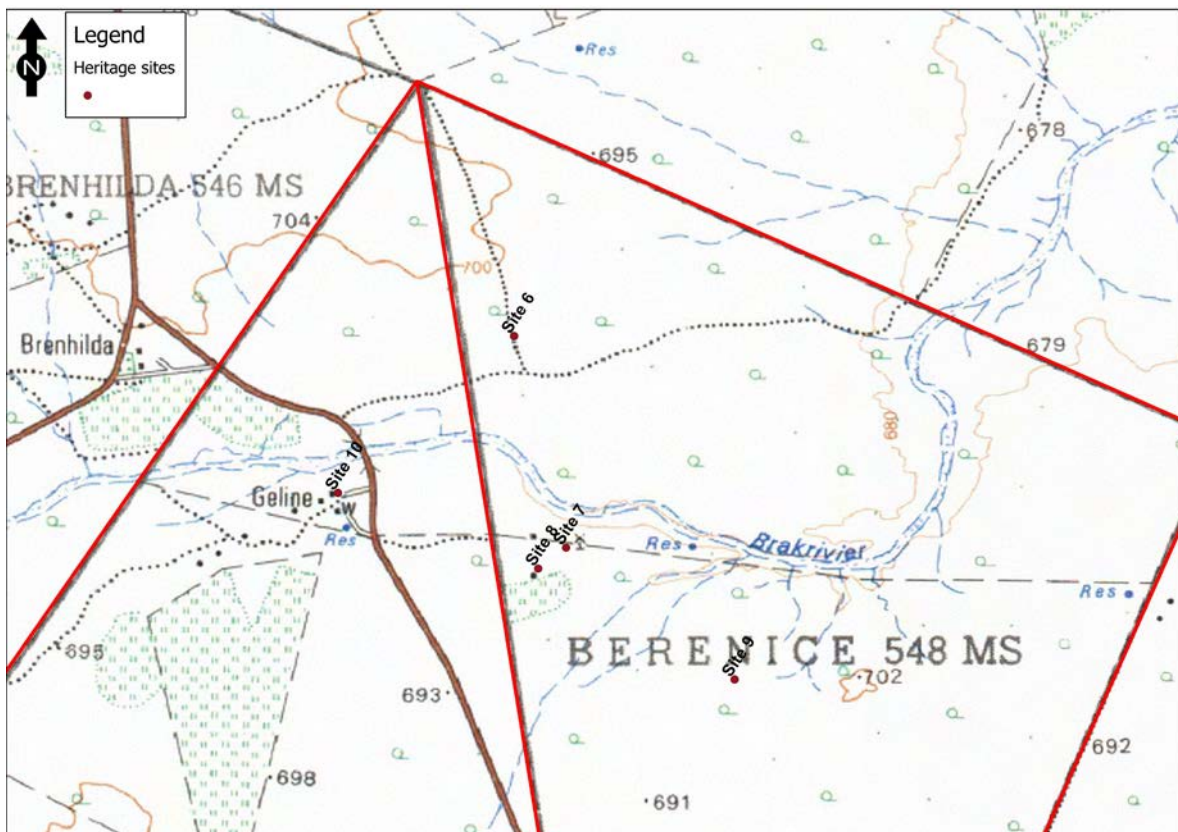 N
Legend
Heritage sites
Res
678
695
BRENHILDA 546 MS
704
700
Site 6
Brenhilda
679
680
Site 10
Geline
W
Res
Site 8
Site 7
Res
Brakrivier
Res
BERENICE 548 MS
Site 9
695
702
693
692
698
691